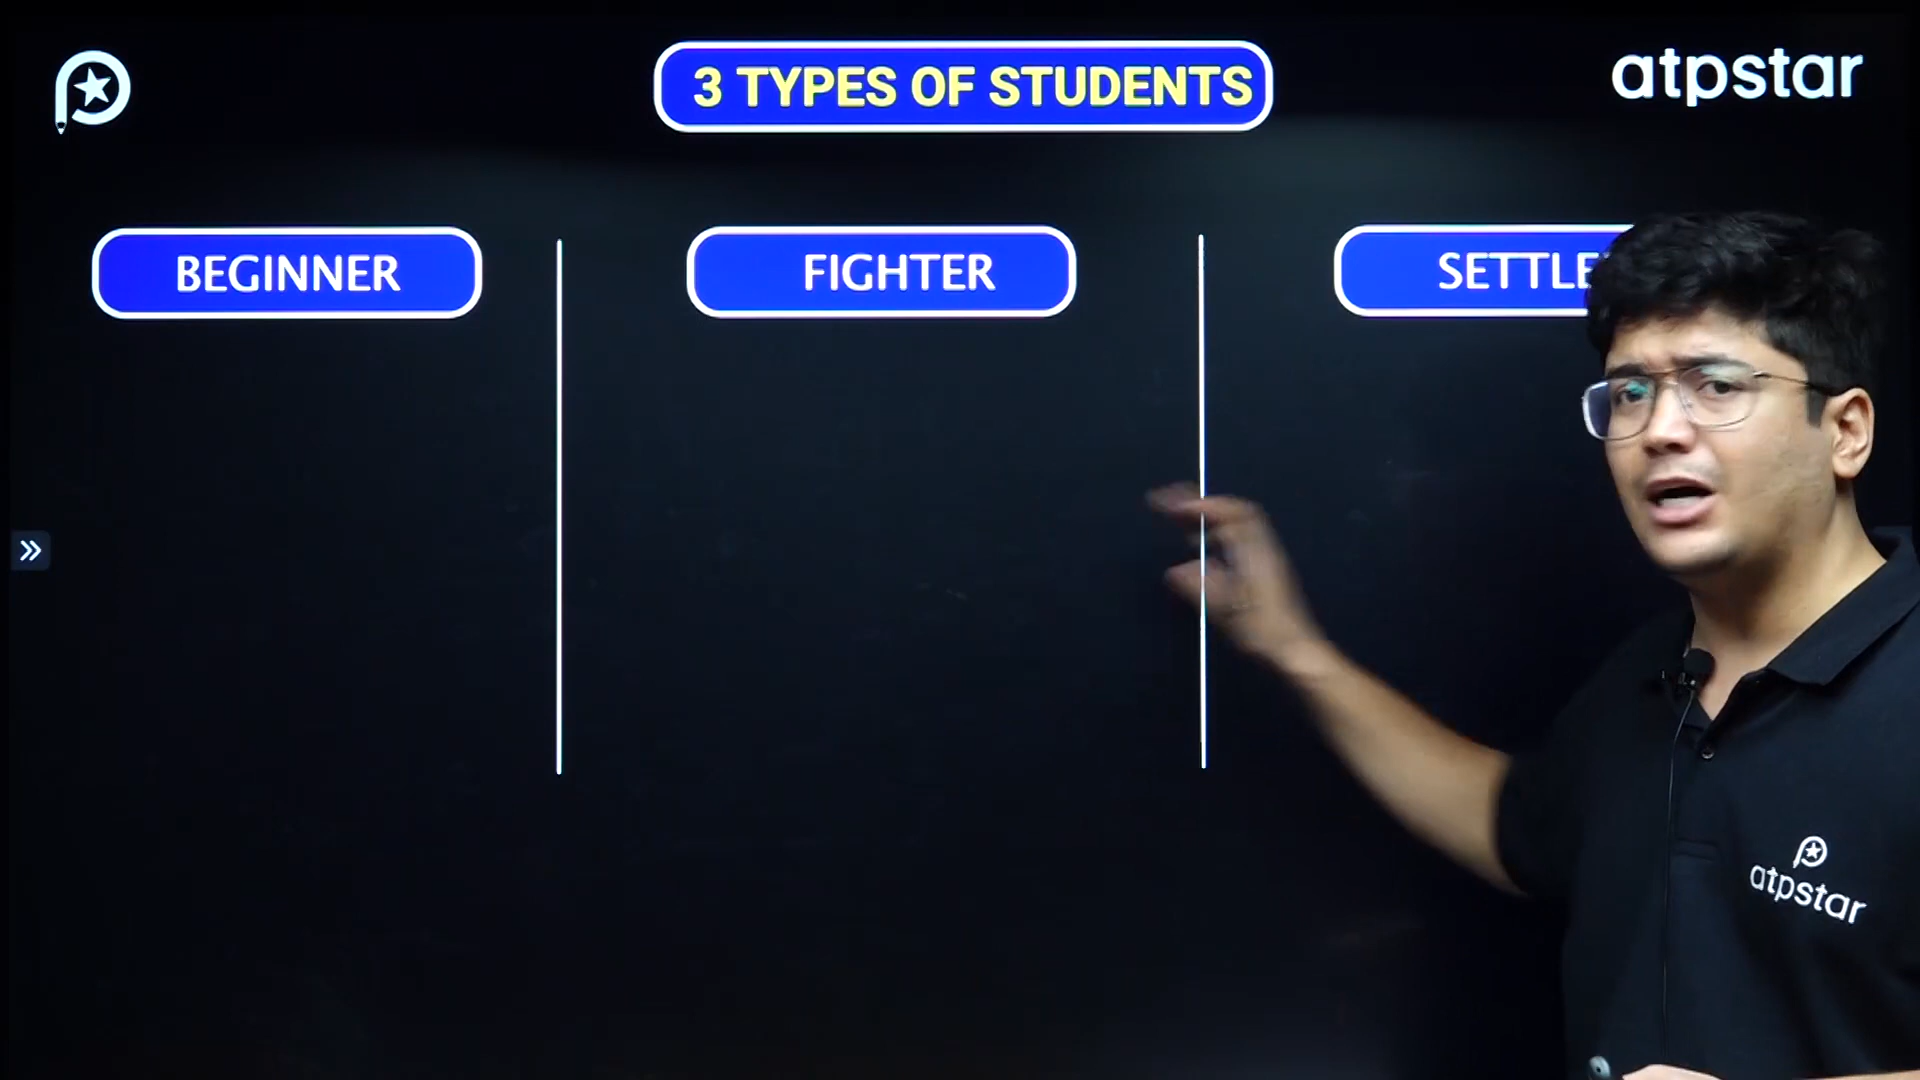 3 TYPES OF STUDENTS
atpstar
BEGINNER
FIGHTER
atpstar